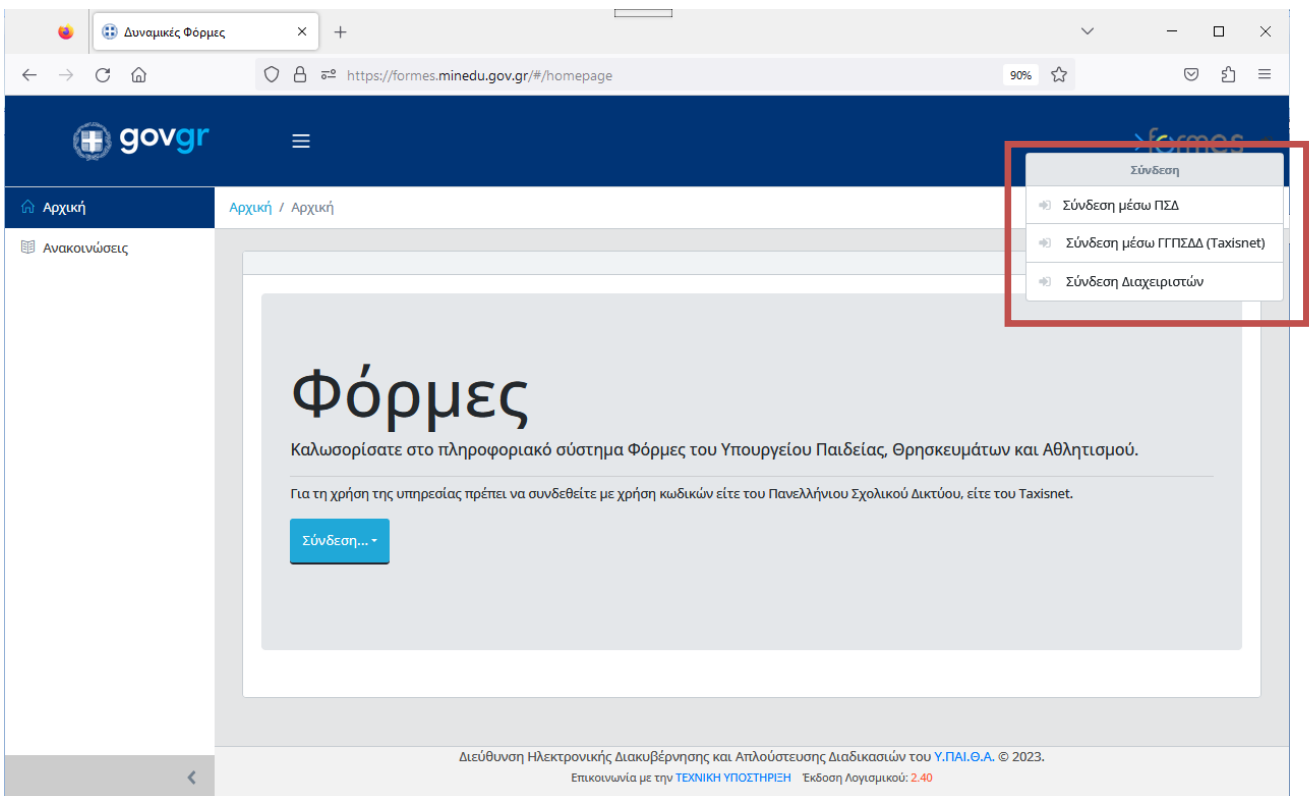 Δυναμικές Φόρμες
https://formes.minedu.gov.gr/#/homepage
90%
govgr
formes
Σύνδεση
Σύνδεση μέσω ΠΣΔ
Σύνδεση μέσω ΓΓΠΣΔΔ (Taxisnet)
Σύνδεση Διαχειριστών
Αρχική
Ανακοινώσεις
Αρχική / Αρχική
Φόρμες
Καλωσορίσατε στο πληροφοριακό σύστημα Φόρμες του Υπουργείου Παιδείας, Θρησκευμάτων και Αθλητισμού.
Για τη χρήση της υπηρεσίας πρέπει να συνδεθείτε με χρήση κωδικών είτε του Πανελλήνιου Σχολικού Δικτύου, είτε του Taxisnet.
Σύνδεση...
Διεύθυνση Ηλεκτρονικής Διακυβέρνησης και Απλούστευσης Διαδικασιών του Υ.ΠΑΙ.Θ.Α. © 2023.
Επικοινωνία με την ΤΕΧΝΙΚΗ ΥΠΟΣΤΗΡΙΞΗ Έκδοση Λογισμικού: 2.40